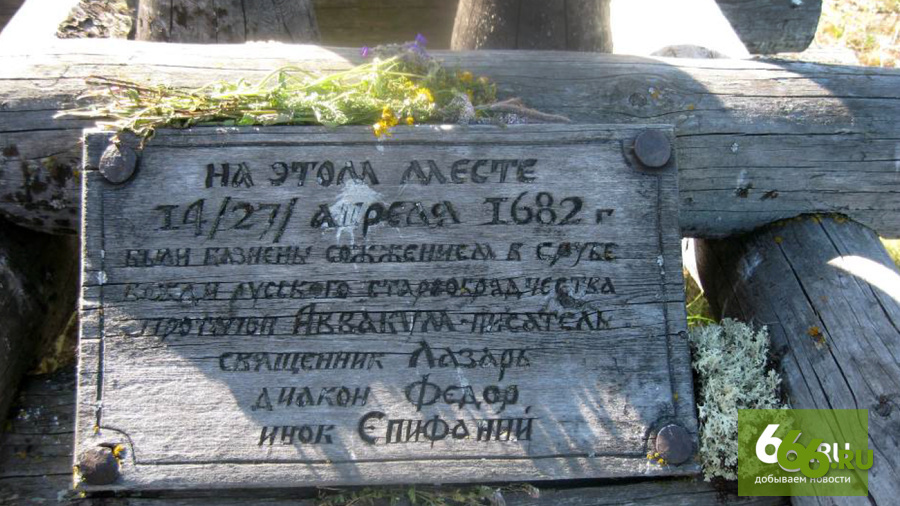 на этом месте
14/27/ апреля 1682 г
были казнены сожжением в срубе
вожди русского старообрядчества
протопоп Аввакум-писатель
священник Лазарь
диакон Федор,
инок Епифаний
666.RU
добываем новости